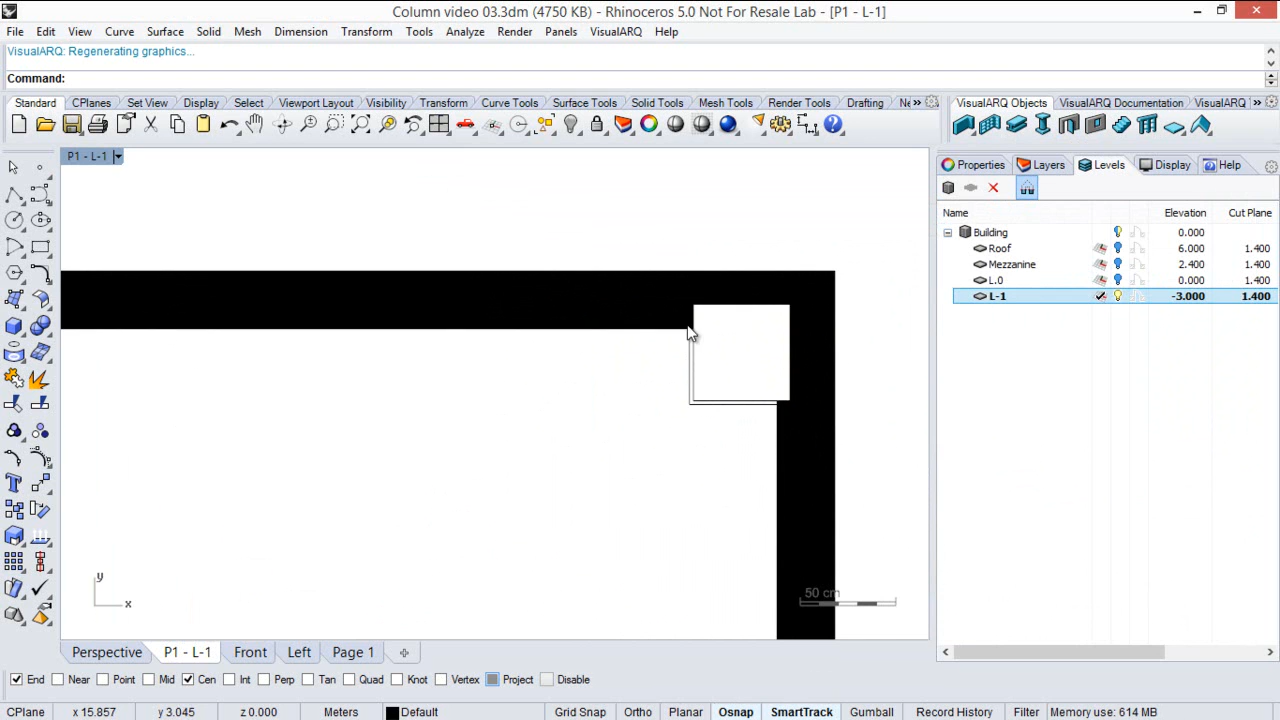 Column video 03.3dm (4750 KB) - Rhinoceros 5.0 Not For Resale Lab - [P1 - L-1]
File Edit View Curve Surface Solid Mesh Dimension Transform Tools Analyze Render Panels VisualARQ Help
VisualARQ: Regenerating graphics...
Command:
Standard CPlanes Set View Display Select Viewport Layout Visibility Transform Curve Tools Surface Tools Solid Tools Mesh Tools Render Tools Drafting Ne »
VisualARQ Objects VisualARQ Documentation VisualARQ »
P1 - L-1
Properties Layers Levels Display Help
Name Elevation Cut Plane
Building 0.000
Roof 6.000 1.400
Mezzanine 2.400 1.400
L.0 0.000 1.400
L-1 -3.000 1.400
y
x
50 cm
Perspective P1 - L-1 Front Left Page 1
End Near Point Mid Cen Int Perp Tan Quad Knot Vertex Project Disable
CPlane x 15.857 y 3.045 z 0.000 Meters Default Grid Snap Ortho Planar Osnap SmartTrack Gumball Record History Filter Memory use: 614 MB